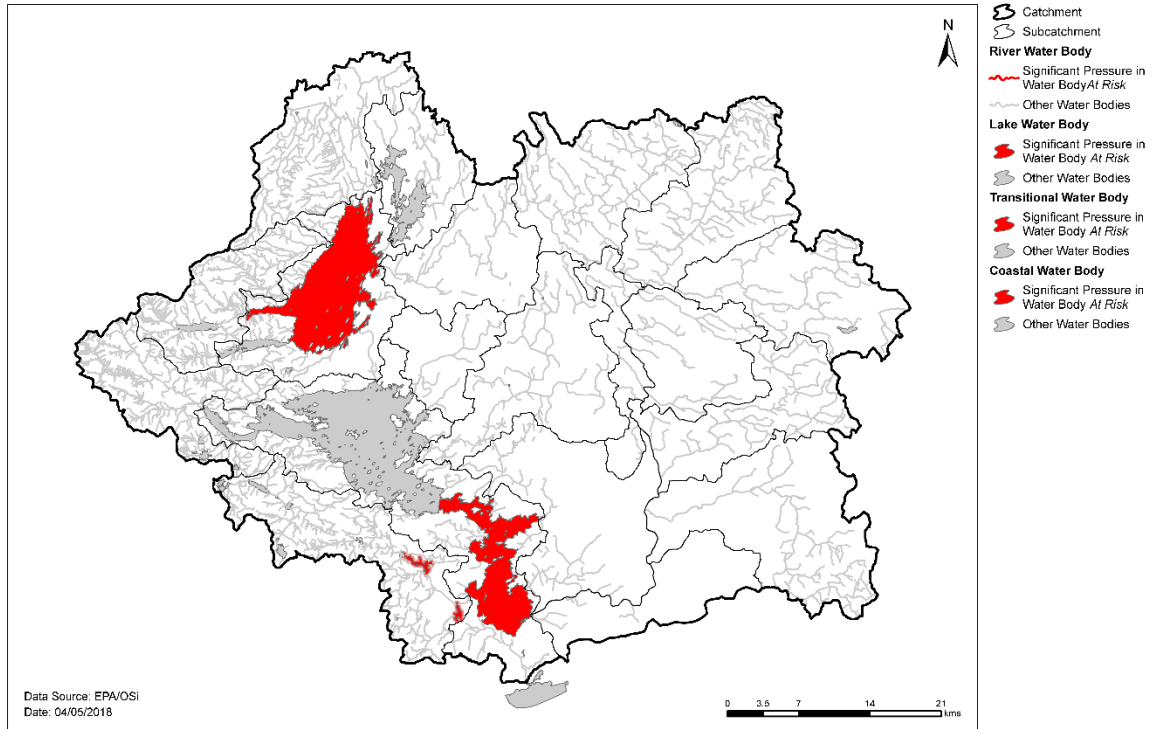 N
Catchment
Subcatchment
River Water Body
Significant Pressure in
Water BodyAt Risk
Other Water Bodies
Lake Water Body
Significant Pressure in
Water Body At Risk
Other Water Bodies
Transitional Water Body
Significant Pressure in
Water Body At Risk
Other Water Bodies
Coastal Water Body
Significant Pressure in
Water Body At Risk
Other Water Bodies
Data Source: EPA/OSi
Date: 04/05/2018
0 3.5 7 14 21
kms